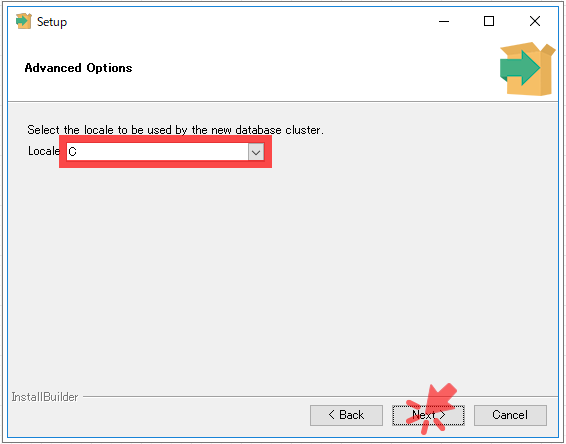 Setup
Advanced Options
Select the locale to be used by the new database cluster.
Locale C
InstallBuilder
< Back Next > Cancel